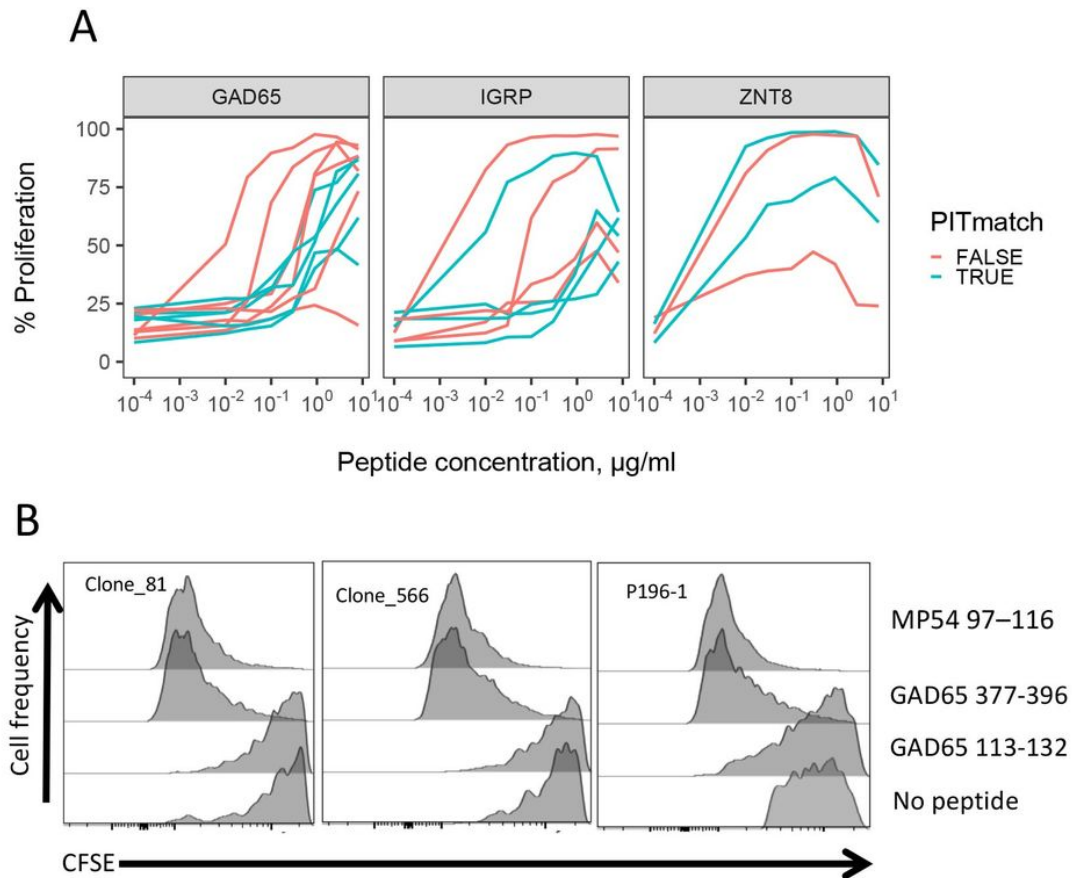 A
GAD65 IGRP ZNT8
100
75
50
25
0
% Proliferation
10-4 10-3 10-2 10-1 100 101 10-4 10-3 10-2 10-1 100 101 10-4 10-3 10-2 10-1 100 101
Peptide concentration, µg/ml
PITmatch
FALSE
TRUE
B
Clone_81 Clone_566 P196-1
Cell frequency
MP54 97–116
GAD65 377-396
GAD65 113-132
No peptide
CFSE